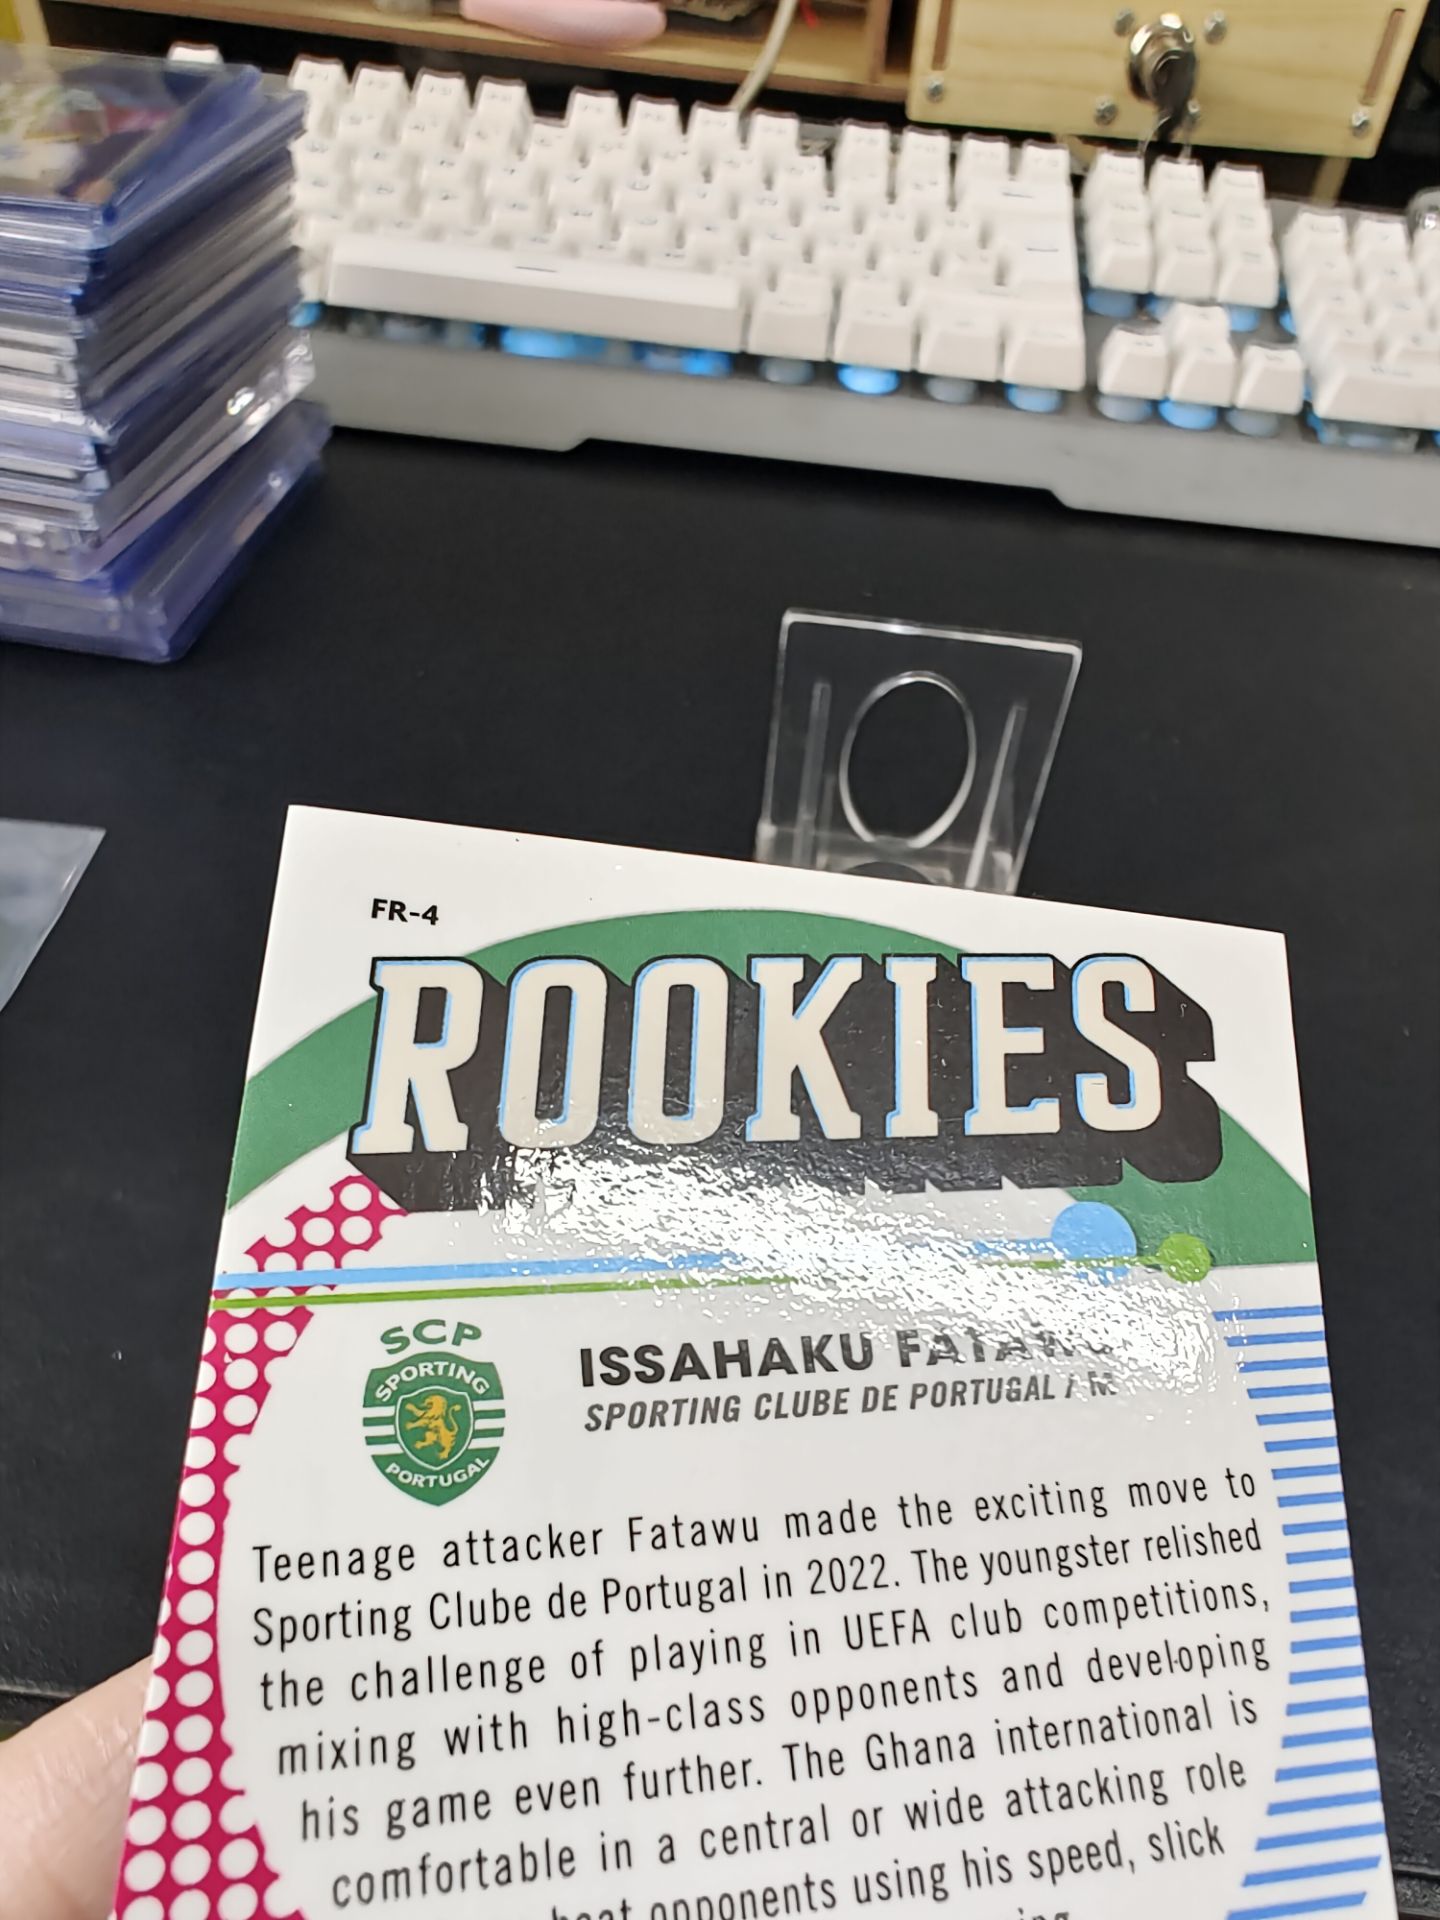 FR-4
ROOKIES
SCP
SPORTING
PORTUGAL
ISSAHAKU FATAWU
SPORTING CLUBE DE PORTUGAL / M
Teenage attacker Fatawu made the exciting move to
Sporting Clube de Portugal in 2022. The youngster relished
the challenge of playing in UEFA club competitions,
mixing with high-class opponents and developing
his game even further. The Ghana international is
comfortable in a central or wide attacking role
opponents using his speed, slick